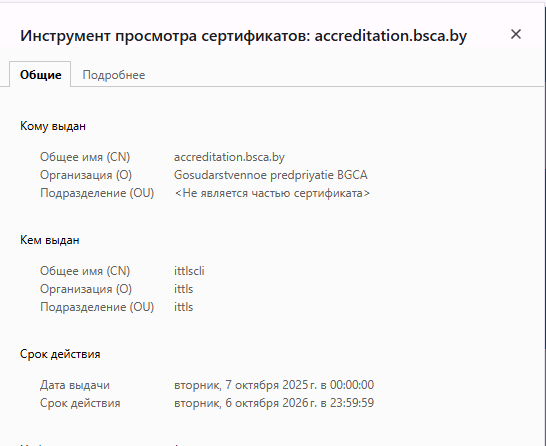 Инструмент просмотра сертификатов: accreditation.bsca.by
Общие Подробнее
Кому выдан
Общее имя (CN) accreditation.bsca.by
Организация (O) Gosudarstvennoe predpriyatie BGCA
Подразделение (OU) <Не является частью сертификата>
Кем выдан
Общее имя (CN) ittlscli
Организация (O) ittls
Подразделение (OU) ittls
Срок действия
Дата выдачи вторник, 7 октября 2025 г. в 00:00:00
Срок действия вторник, 6 октября 2026 г. в 23:59:59